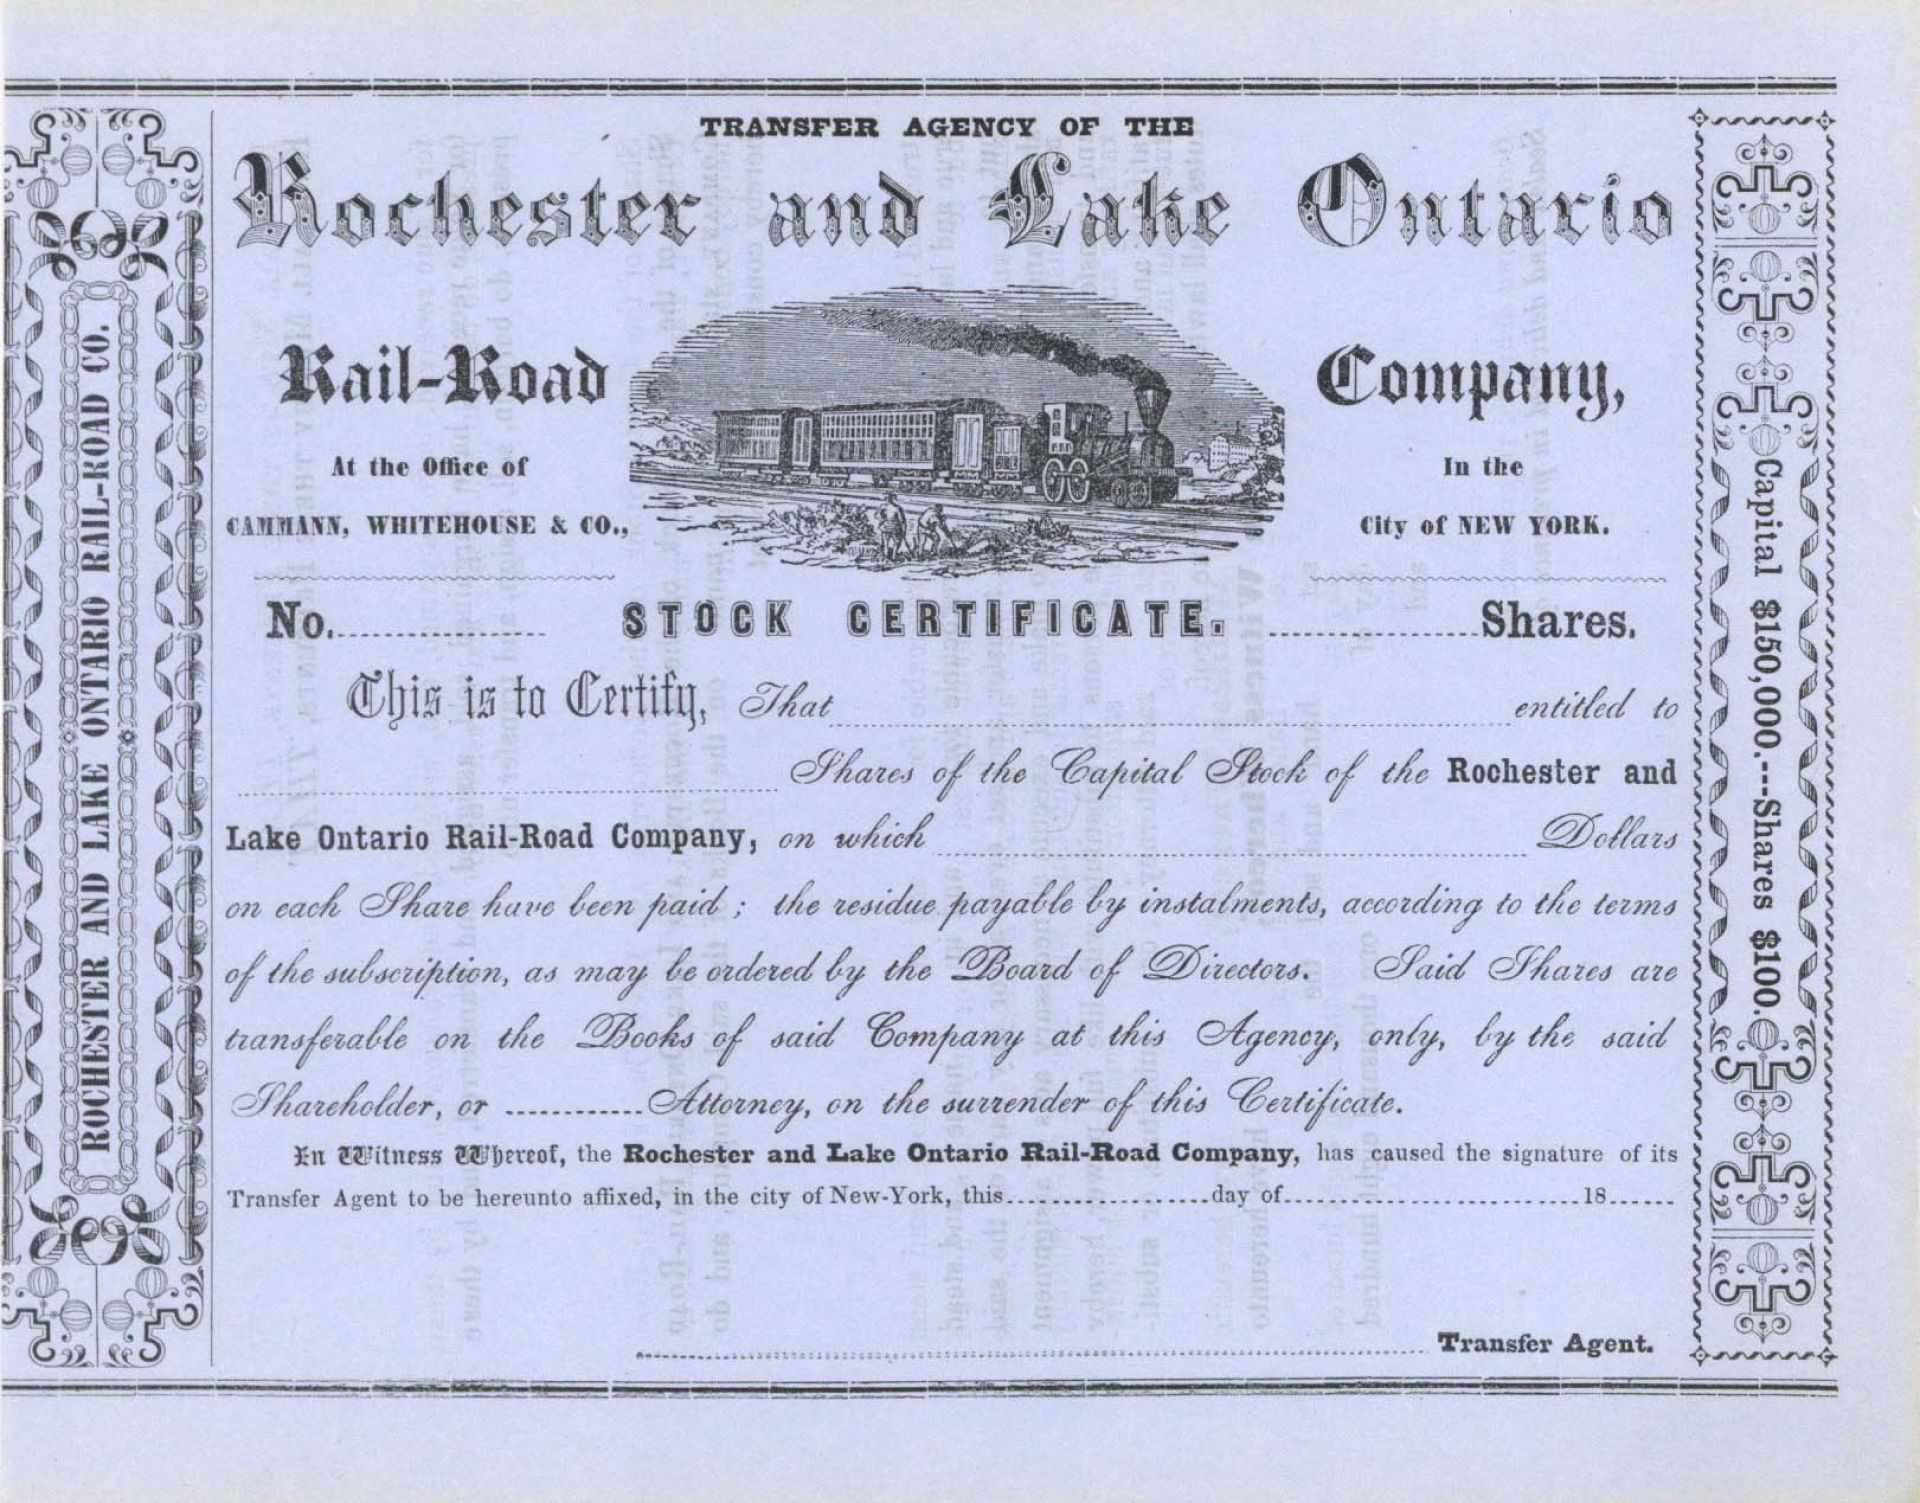 TRANSFER AGENCY OF THE
Rochester and Lake Ontario
Rail-Road Company,
At the Office of
CAMMANN, WHITEHOUSE & CO.,
In the
City of NEW YORK.
No. STOCK CERTIFICATE. Shares.
This is to Certify, That entitled to
Shares of the Capital Stock of the Rochester and
Lake Ontario Rail-Road Company, on which Dollars
on each Share have been paid; the residue payable by instalments, according to the terms
of the subscription, as may be ordered by the Board of Directors. Said Shares are
transferable on the Books of said Company at this Agency, only, by the said
Shareholder, or Attorney, on the surrender of this Certificate.
In Witness Whereof, the Rochester and Lake Ontario Rail-Road Company, has caused the signature of its
Transfer Agent to be hereunto affixed, in the city of New-York, this day of 18
Transfer Agent.
ROCHESTER AND LAKE ONTARIO RAIL-ROAD CO.
Capital $150,000.---Shares $100.